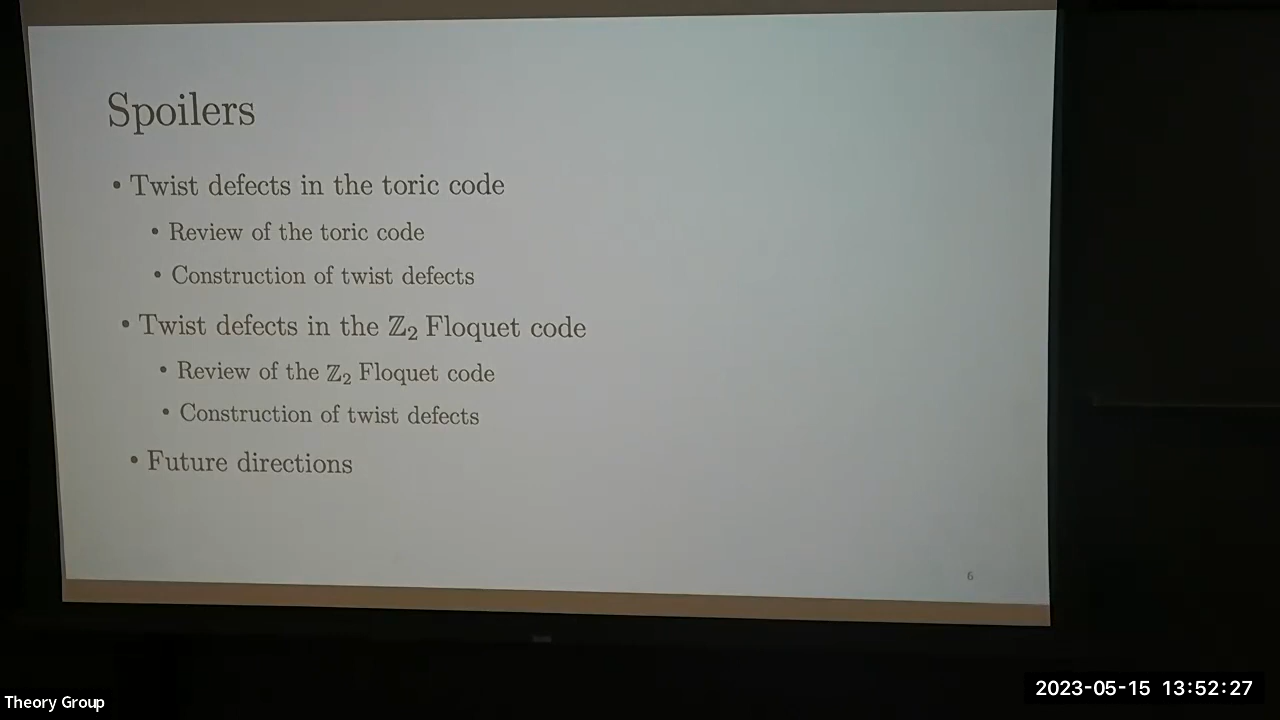 Spoilers
• Twist defects in the toric code
• Review of the toric code
• Construction of twist defects
• Twist defects in the ℤ₂ Floquet code
• Review of the ℤ₂ Floquet code
• Construction of twist defects
• Future directions
6
Theory Group
2023-05-15 13:52:27